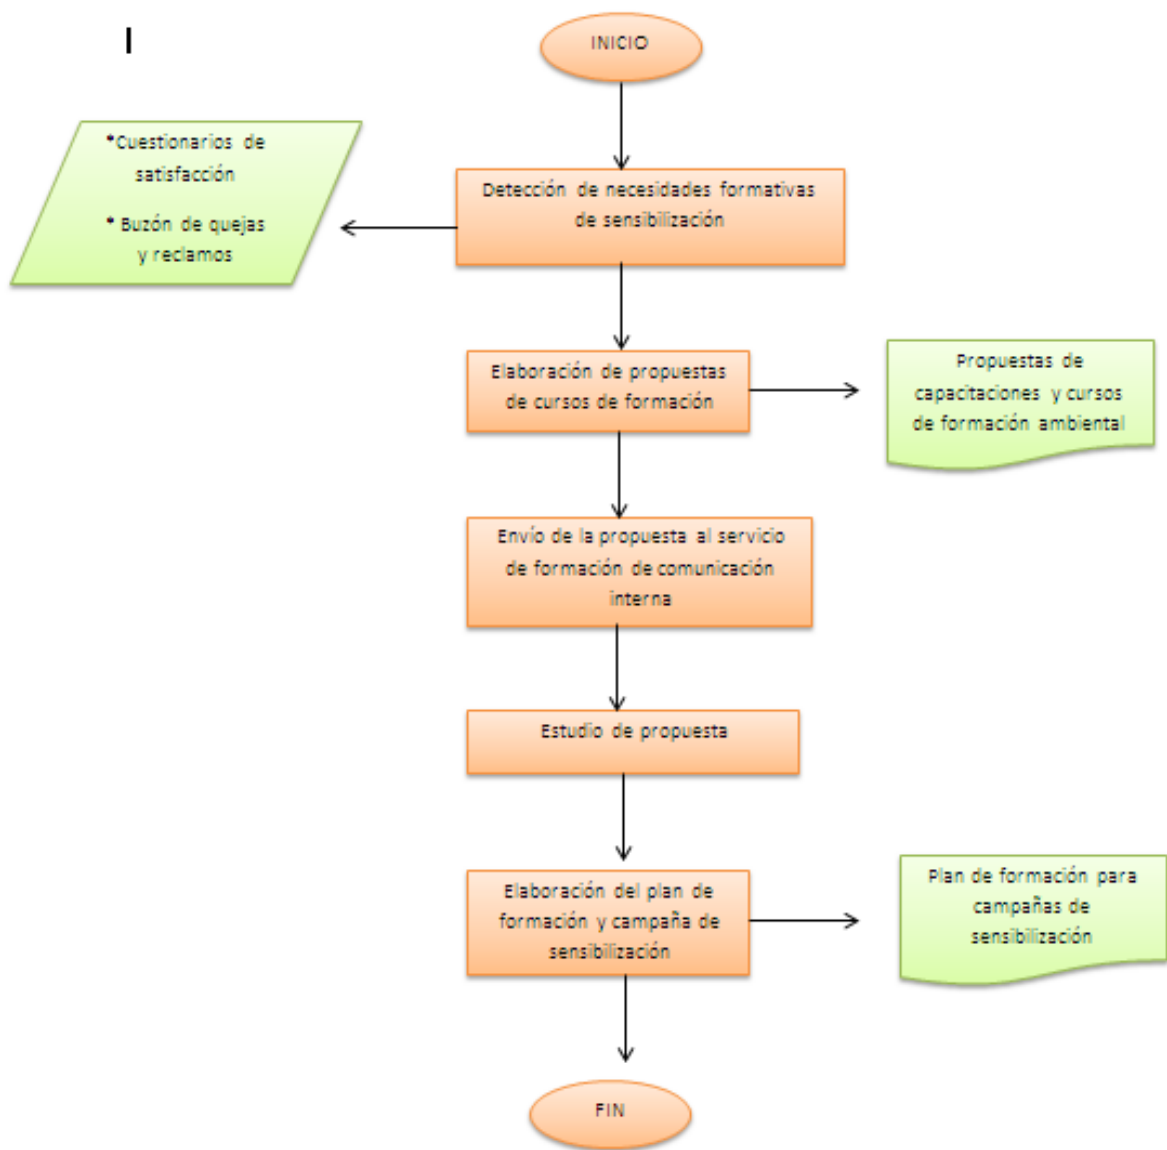 I
INICIO
*Cuestionarios de
satisfacción
* Buzón de quejas
y reclamos
Detección de necesidades formativas
de sensibilización
Elaboración de propuestas
de cursos de formación
Propuestas de
capacitaciones y cursos
de formación ambiental
Envío de la propuesta al servicio
de formación de comunicación
interna
Estudio de propuesta
Elaboración del plan de
formación y campaña de
sensibilización
Plan de formación para
campañas de
sensibilización
FIN